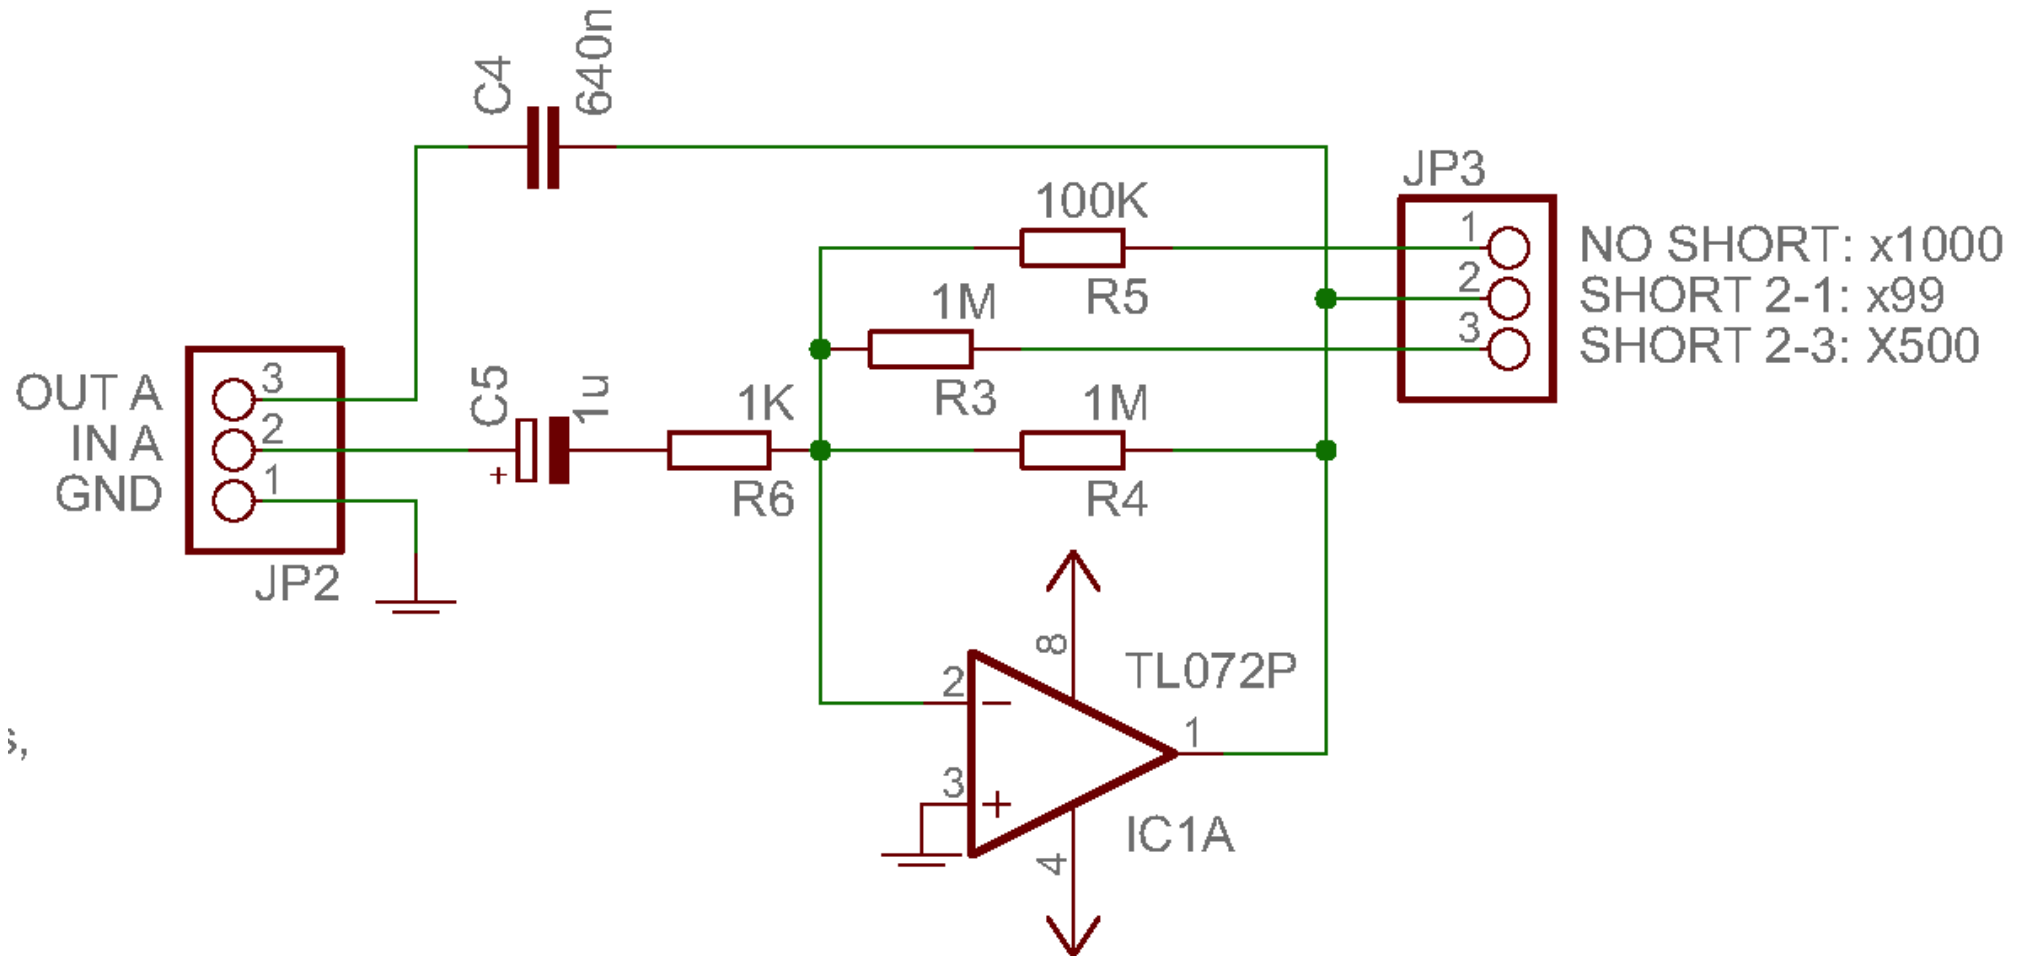 C4
640n
JP3
100K
1
NO SHORT: x1000
R5
2
SHORT 2-1: x99
1M
3
SHORT 2-3: X500
OUT A
3
C5
1u
1K
R3
1M
IN A
2
+
GND
1
R6
R4
JP2
8
TL072P
2
−
1
s,
3
+
4
IC1A